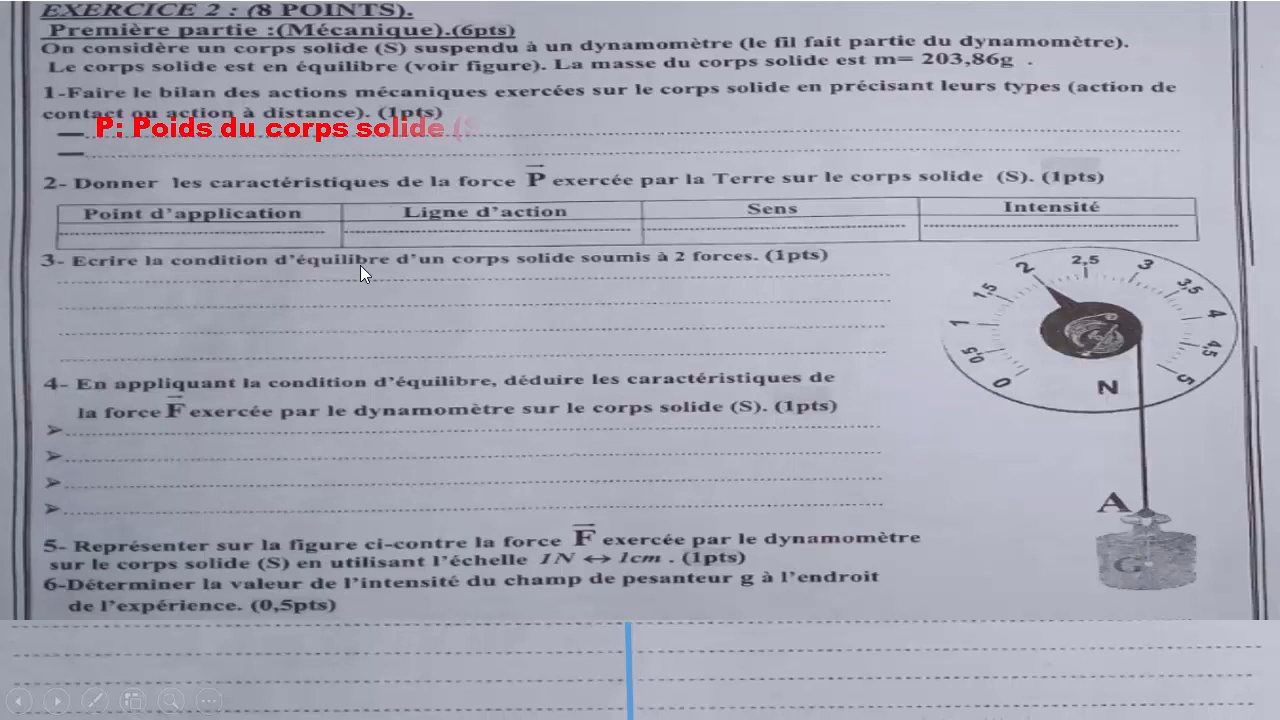 EXERCICE 2 : (8 POINTS).
Première partie :(Mécanique).(6pts)
On considère un corps solide (S) suspendu à un dynamomètre (le fil fait partie du dynamomètre).
Le corps solide est en équilibre (voir figure). La masse du corps solide est m= 203,86g .
1-Faire le bilan des actions mécaniques exercées sur le corps solide en précisant leurs types (action de
contact ou action à distance). (1pts)
P: Poids du corps solide (S
2- Donner les caractéristiques de la force P exercée par la Terre sur le corps solide (S). (1pts)
Point d'application Ligne d'action Sens Intensité
3- Ecrire la condition d'équilibre d'un corps solide soumis à 2 forces. (1pts)
0 0,5 1 1,5 2 2,5 3 3,5 4 4,5 5
N
4- En appliquant la condition d'équilibre, déduire les caractéristiques de
la force F exercée par le dynamomètre sur le corps solide (S). (1pts)
A
G
5- Représenter sur la figure ci-contre la force F exercée par le dynamomètre
sur le corps solide (S) en utilisant l'échelle 1N ↔ 1cm . (1pts)
6-Déterminer la valeur de l'intensité du champ de pesanteur g à l'endroit
de l'expérience. (0,5pts)